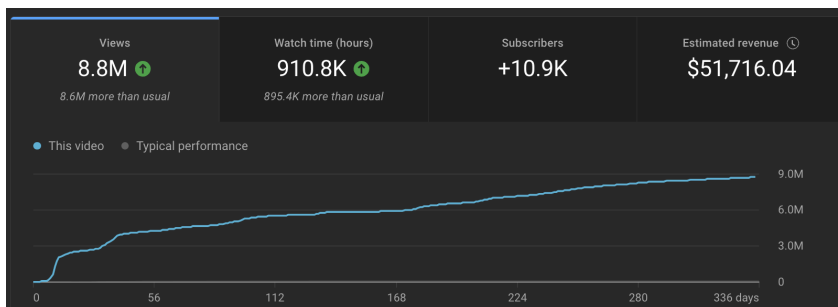 Views
8.8M
8.6M more than usual
Watch time (hours)
910.8K
895.4K more than usual
Subscribers
+10.9K
Estimated revenue
$51,716.04
This video
Typical performance
9.0M
6.0M
3.0M
0
0 56 112 168 224 280 336 days